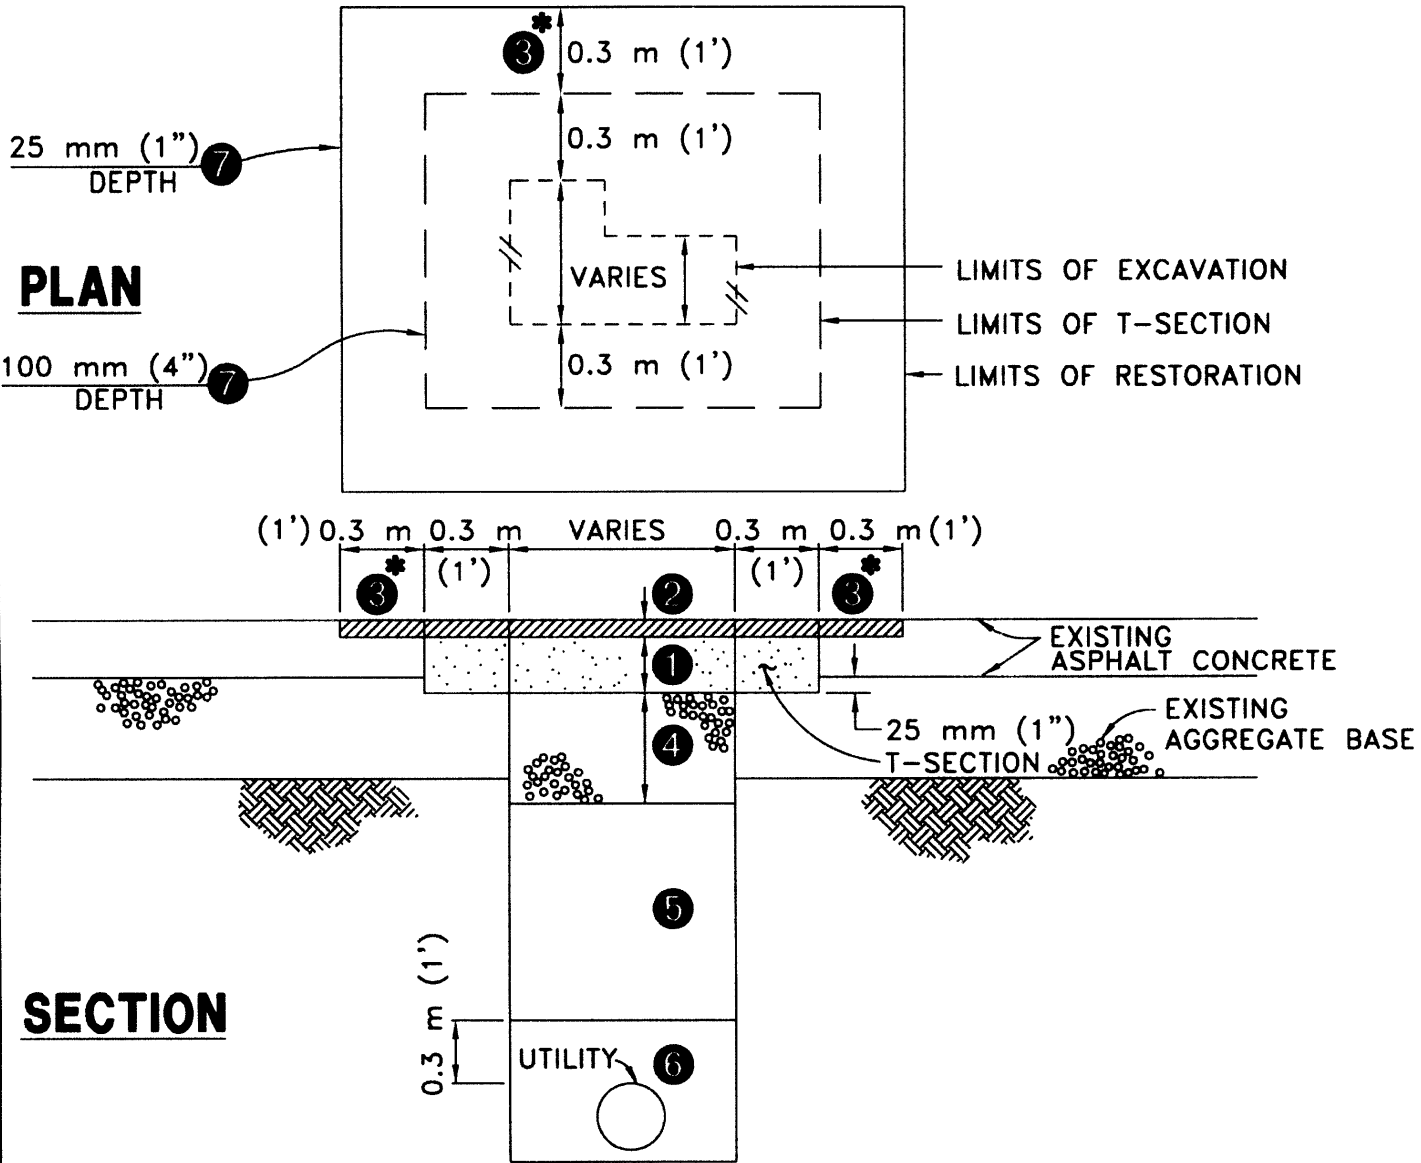 3* 0.3 m (1')
0.3 m (1')
25 mm (1") 7
DEPTH
PLAN
VARIES
LIMITS OF EXCAVATION
LIMITS OF T-SECTION
100 mm (4") 7
DEPTH
0.3 m (1')
LIMITS OF RESTORATION
(1') 0.3 m 0.3 m VARIES 0.3 m 0.3 m (1')
(1') (1')
3* 2 3*
1
EXISTING
ASPHALT CONCRETE
4
25 mm (1")
T-SECTION
EXISTING
AGGREGATE BASE
5
0.3 m (1')
SECTION
UTILITY 6